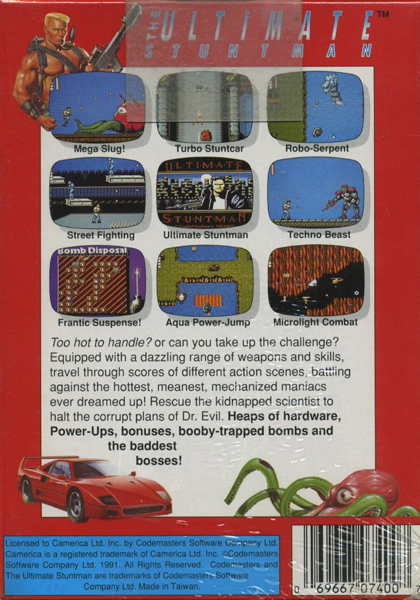 THE ULTIMATE
STUNTMAN
TM
Mega Slug!
Turbo Stuntcar
Robo-Serpent
ULTIMATE
STUNTMAN
Street Fighting
Ultimate Stuntman
Techno Beast
Bomb Disposal
Frantic Suspense!
Aqua Power-Jump
Microlight Combat
Too hot to handle? or can you take up the challenge?
Equipped with a dazzling range of weapons and skills,
travel through scores of different action scenes, battling
against the hottest, meanest, mechanized maniacs
ever dreamed up! Rescue the kidnapped scientist to
halt the corrupt plans of Dr. Evil. Heaps of hardware,
Power-Ups, bonuses, booby-trapped bombs and
the baddest
bosses!
Licensed to Camerica Ltd. Inc. by Codemasters Software Company Ltd.
Camerica is a registered trademark of Camerica Ltd. Inc. ©Codemasters
Software Company Ltd. 1991. All Rights Reserved. Codemasters and
The Ultimate Stuntman are trademarks of Codemasters Software
Company Ltd. Made in Taiwan.
0 69667 07400